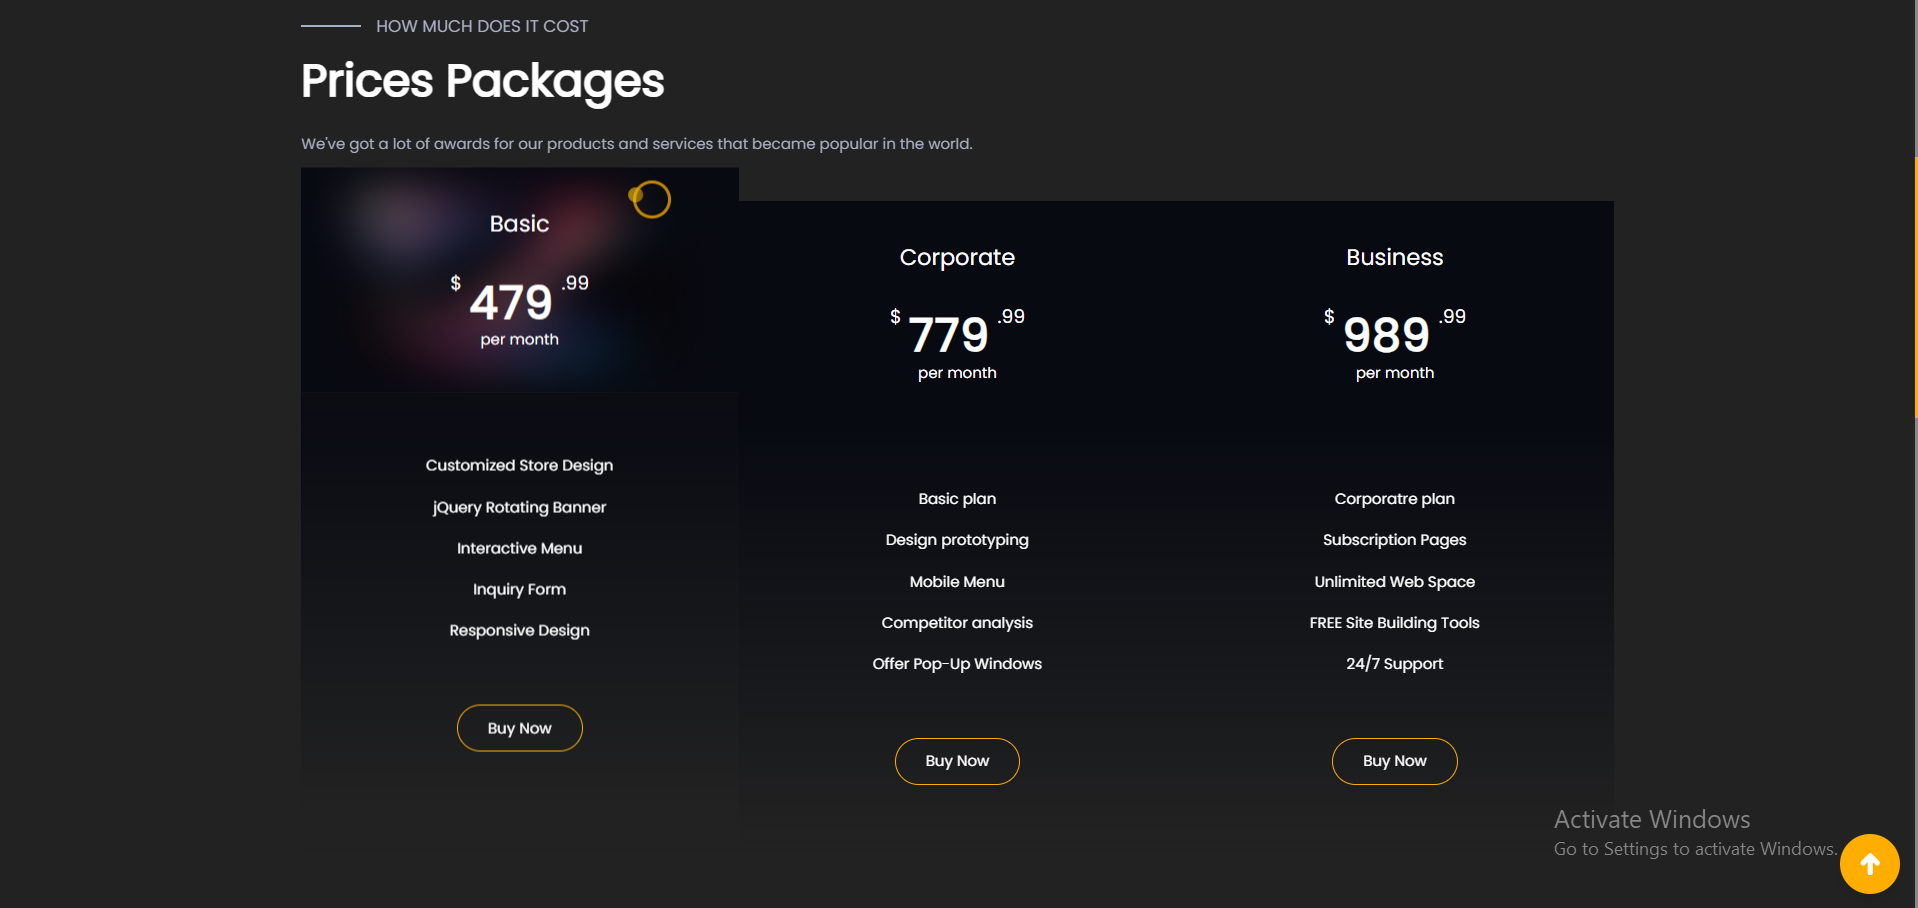 HOW MUCH DOES IT COST
Prices Packages
We've got a lot of awards for our products and services that became popular in the world.
Basic
$ 479 .99
per month
Customized Store Design
jQuery Rotating Banner
Interactive Menu
Inquiry Form
Responsive Design
Buy Now
Corporate
$ 779 .99
per month
Basic plan
Design prototyping
Mobile Menu
Competitor analysis
Offer Pop-Up Windows
Buy Now
Business
$ 989 .99
per month
Corporatre plan
Subscription Pages
Unlimited Web Space
FREE Site Building Tools
24/7 Support
Buy Now
Activate Windows
Go to Settings to activate Windows.